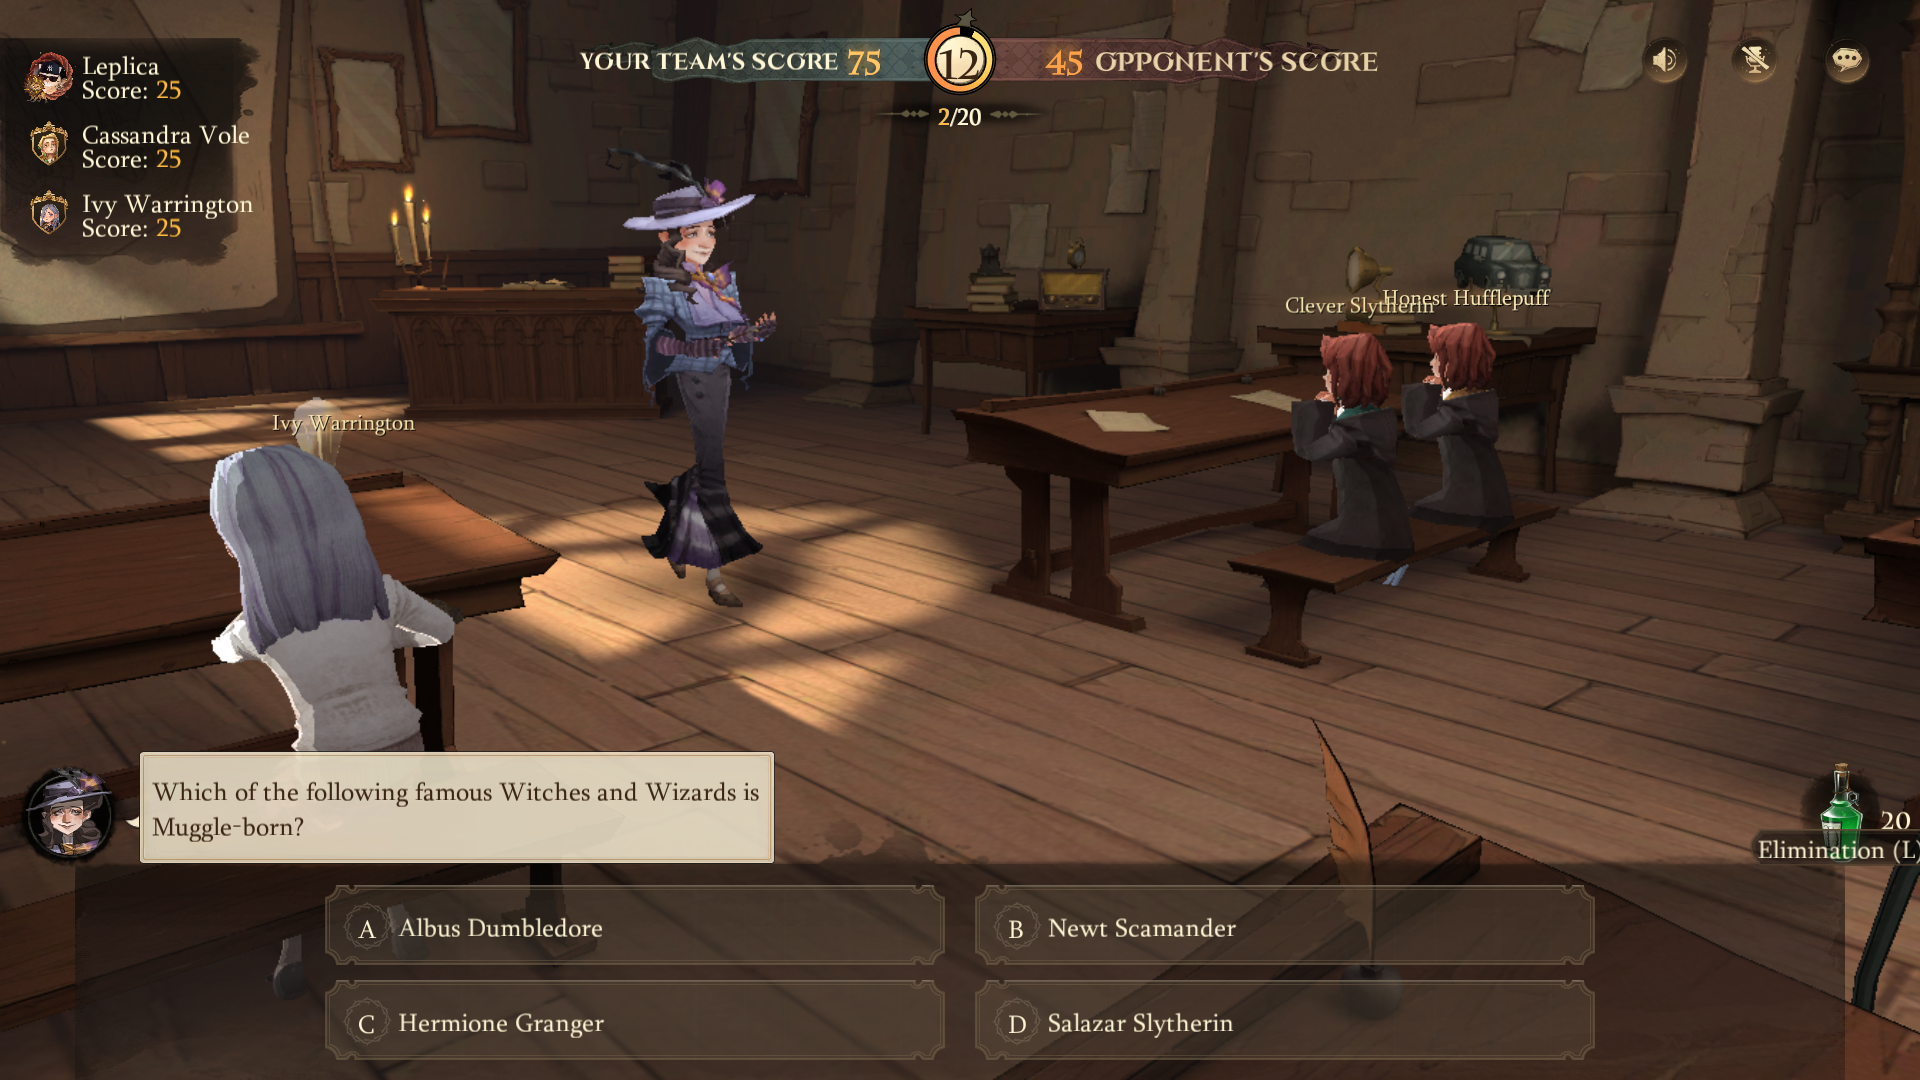 Leplica
Score: 25
Cassandra Vole
Score: 25
Ivy Warrington
Score: 25
YOUR TEAM'S SCORE 75
12
45 OPPONENT'S SCORE
2/20
Clever Slytherin
Honest Hufflepuff
Ivy Warrington
Which of the following famous Witches and Wizards is
Muggle-born?
20
Elimination (L)
A Albus Dumbledore
B Newt Scamander
C Hermione Granger
D Salazar Slytherin